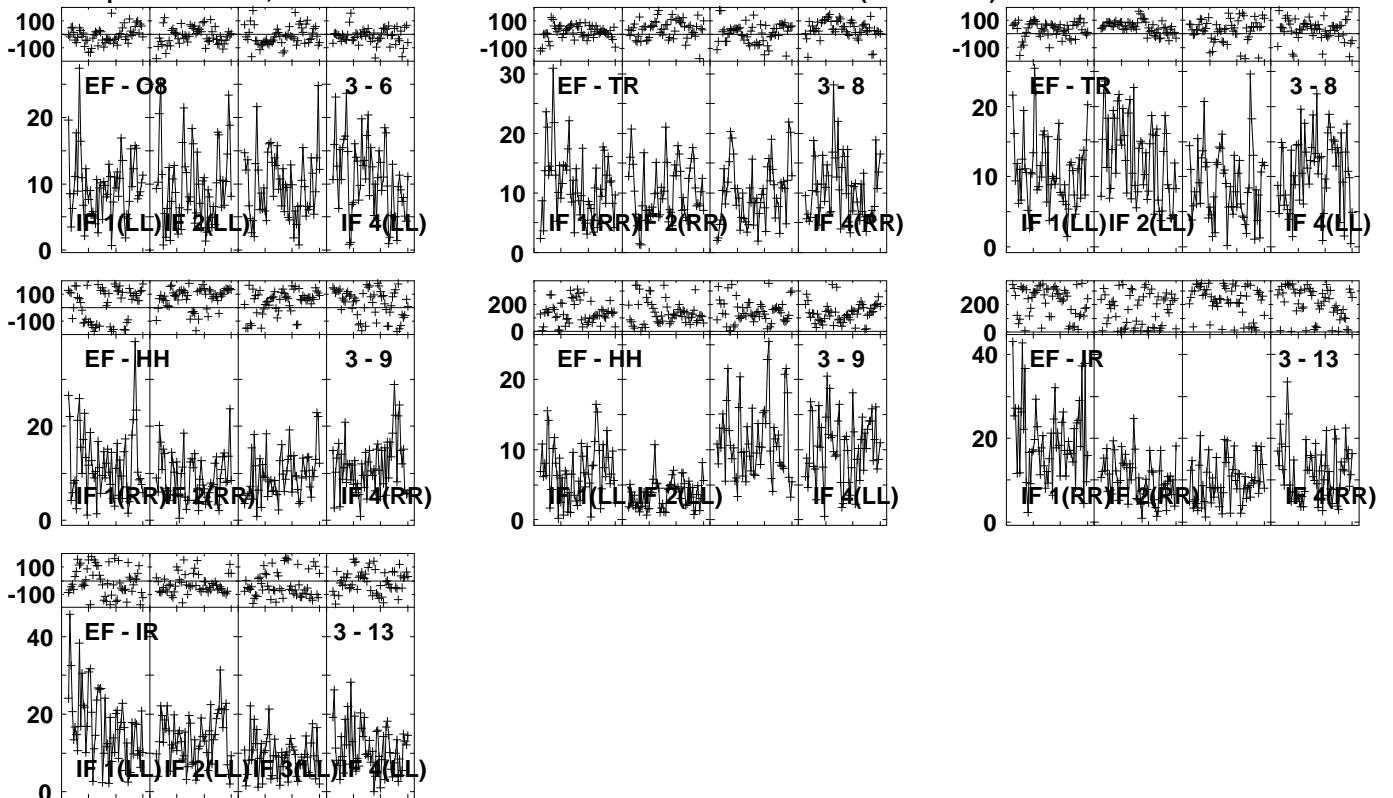 100 100 100
-100 -100 -100
EF - O8 3 - 6 30 EF - TR 3 - 8 EF - TR 3 - 8
20 20 20
10 10 10
IF 1(LL) IF 2(LL) IF 4(LL) IF 1(RR) IF 2(RR) IF 4(RR) IF 1(LL) IF 2(LL) IF 4(LL)
0 0 0
100 200 200
-100 0 0
EF - HH 3 - 9 EF - HH 3 - 9 40 EF - IR 3 - 13
20 20 20
10
IF 1(RR) IF 2(RR) IF 4(RR) IF 1(LL) IF 2(LL) IF 4(LL) IF 1(RR) IF 2(RR) IF 4(RR)
0 0 0
100
-100
40 EF - IR 3 - 13
20
IF 1(LL) IF 2(LL) IF 3(LL) IF 4(LL)
0